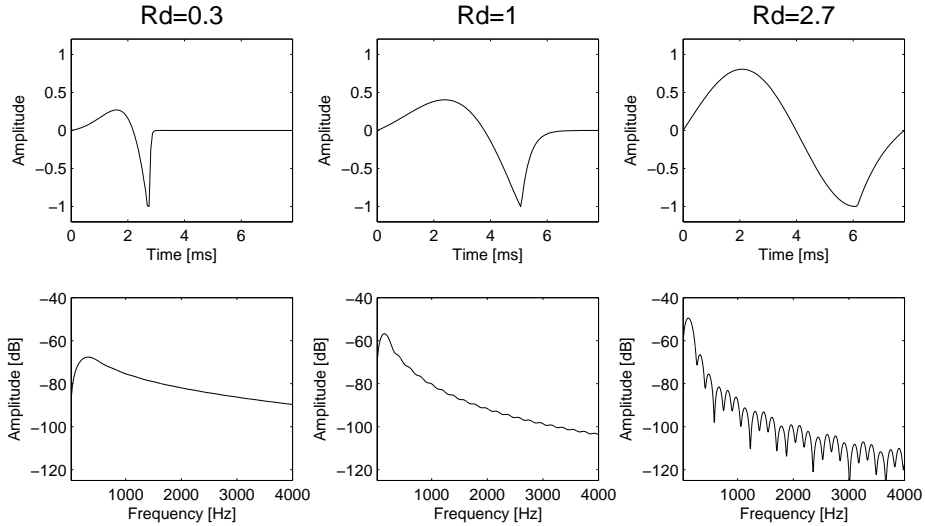 Rd=0.3
Rd=1
Rd=2.7
Amplitude
1
0.5
0
−0.5
−1
0 2 4 6
Time [ms]
Amplitude
1
0.5
0
−0.5
−1
0 2 4 6
Time [ms]
Amplitude
1
0.5
0
−0.5
−1
0 2 4 6
Time [ms]
Amplitude [dB]
−40
−60
−80
−100
−120
1000 2000 3000 4000
Frequency [Hz]
Amplitude [dB]
−40
−60
−80
−100
−120
1000 2000 3000 4000
Frequency [Hz]
Amplitude [dB]
−40
−60
−80
−100
−120
1000 2000 3000 4000
Frequency [Hz]